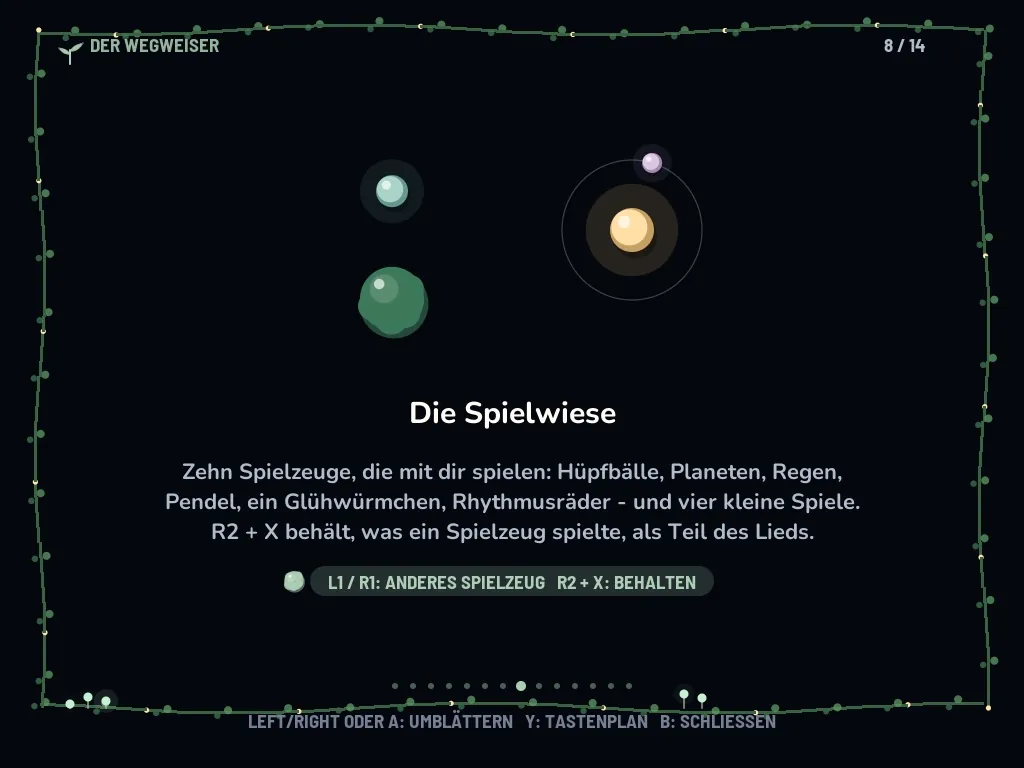 DER WEGWEISER
8 / 14
Die Spielwiese
Zehn Spielzeuge, die mit dir spielen: Hüpfbälle, Planeten, Regen,
Pendel, ein Glühwürmchen, Rhythmusräder - und vier kleine Spiele.
R2 + X behält, was ein Spielzeug spielte, als Teil des Lieds.
L1 / R1: ANDERES SPIELZEUG R2 + X: BEHALTEN
LEFT/RIGHT ODER A: UMBLÄTTERN Y: TASTENPLAN B: SCHLIESSEN